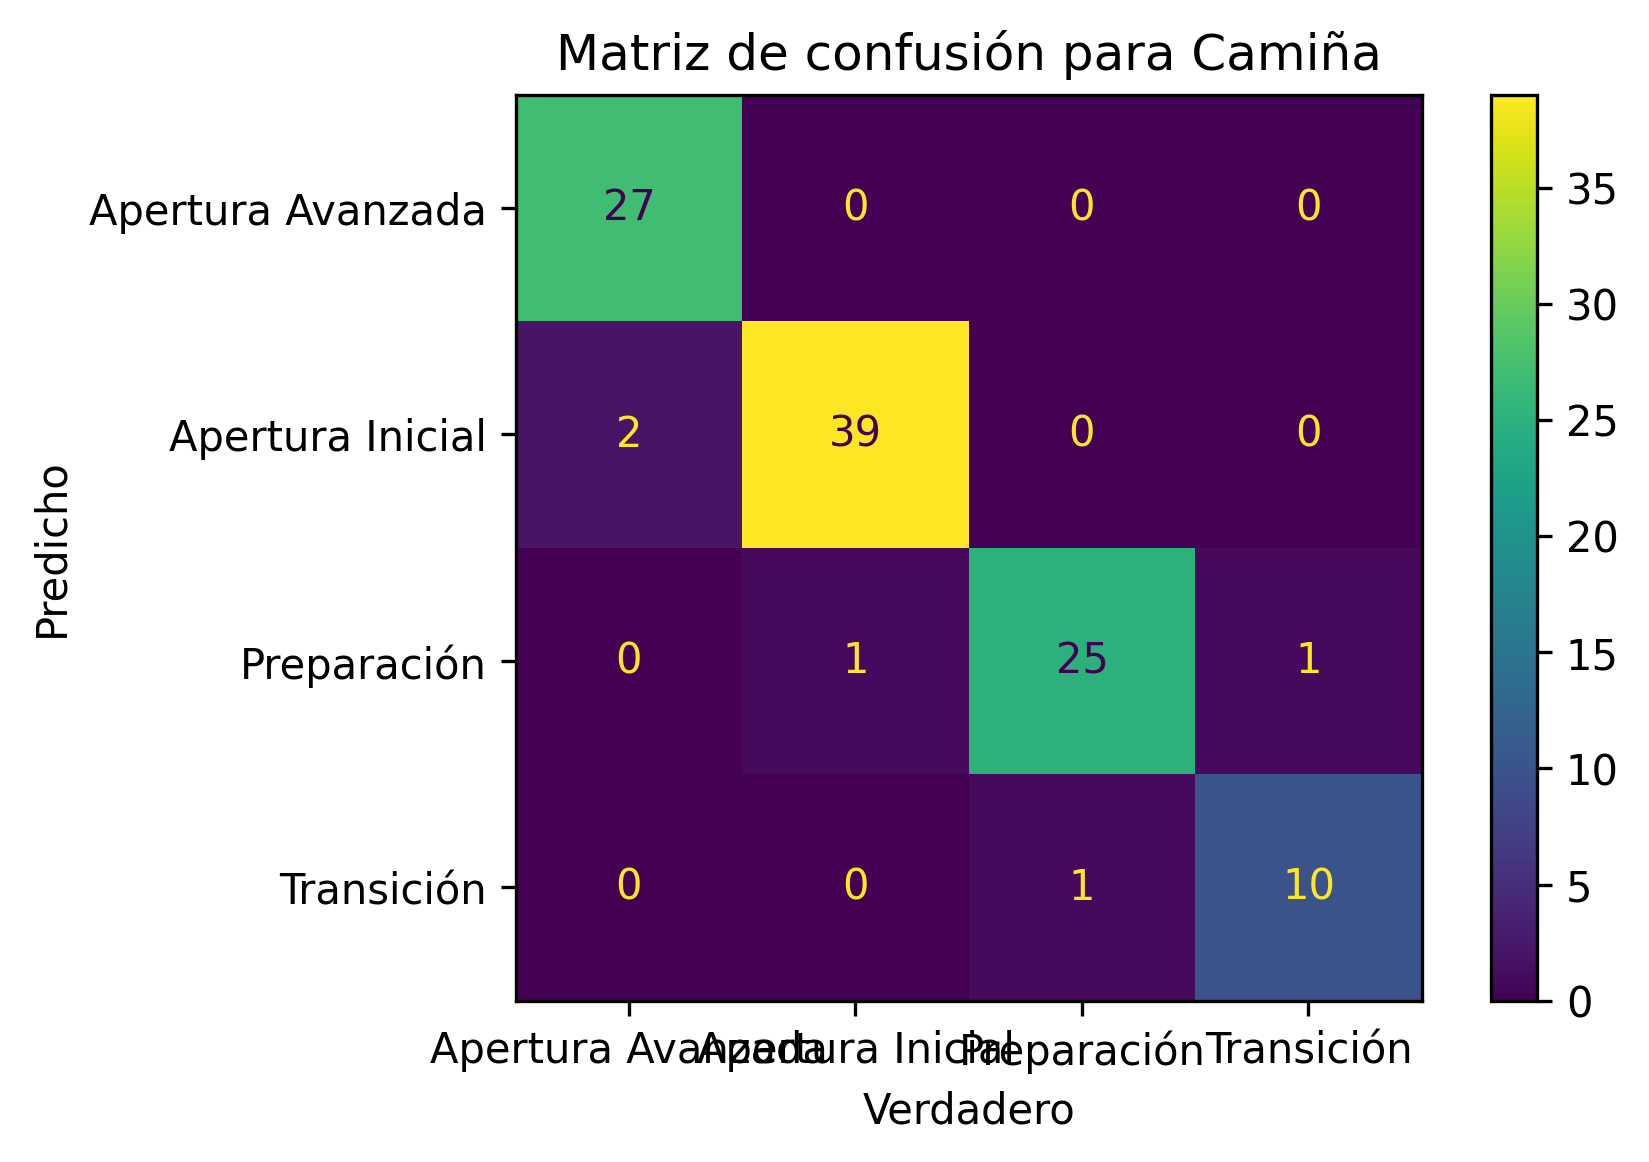 Matriz de confusión para Camiña
Apertura Avanzada
27 0 0 0
Apertura Inicial
2 39 0 0
Preparación
0 1 25 1
Transición
0 0 1 10
Predicho
Apertura Avanzada Apertura Inicial Preparación Transición
Verdadero
35
30
25
20
15
10
5
0